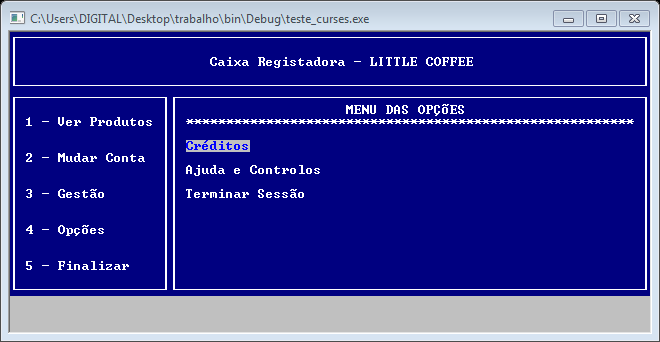 C:\Users\DIGITAL\Desktop\trabalho\bin\Debug\teste_curses.exe
Caixa Registadora - LITTLE COFFEE
1 - Ver Produtos
2 - Mudar Conta
3 - Gestão
4 - Opções
5 - Finalizar
MENU DAS OPÇõES
********************************************************
Créditos
Ajuda e Controlos
Terminar Sessão